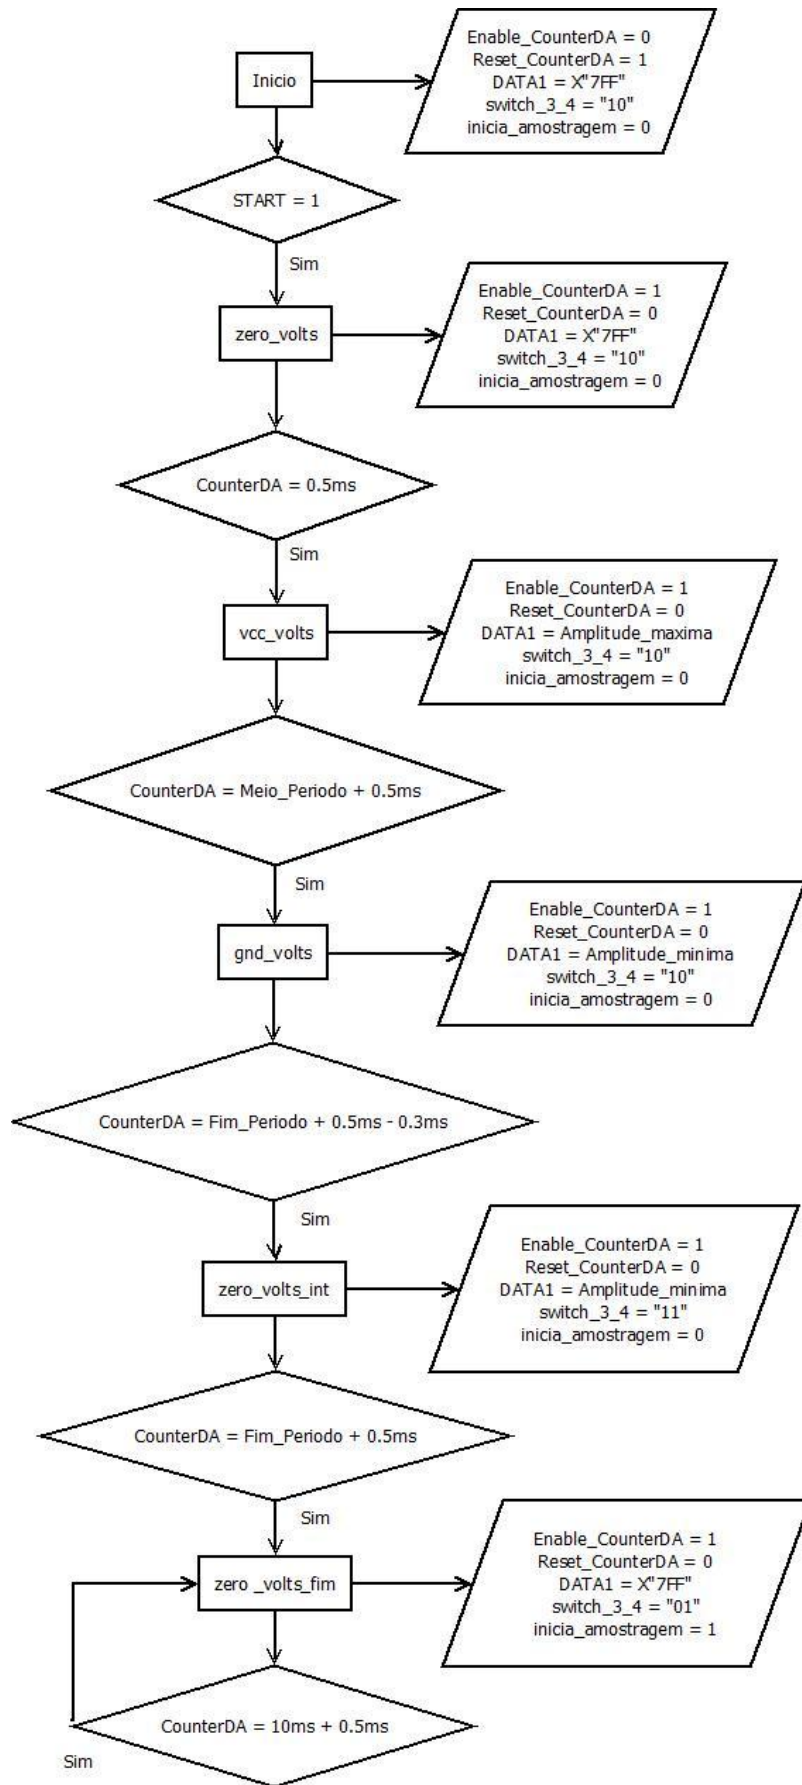 Inicio
Enable_CounterDA = 0
Reset_CounterDA = 1
DATA1 = X"7FF"
switch_3_4 = "10"
inicia_amostragem = 0
START = 1
Sim
zero_volts
Enable_CounterDA = 1
Reset_CounterDA = 0
DATA1 = X"7FF"
switch_3_4 = "10"
inicia_amostragem = 0
CounterDA = 0.5ms
Sim
vcc_volts
Enable_CounterDA = 1
Reset_CounterDA = 0
DATA1 = Amplitude_maxima
switch_3_4 = "10"
inicia_amostragem = 0
CounterDA = Meio_Periodo + 0.5ms
Sim
gnd_volts
Enable_CounterDA = 1
Reset_CounterDA = 0
DATA1 = Amplitude_minima
switch_3_4 = "10"
inicia_amostragem = 0
CounterDA = Fim_Periodo + 0.5ms - 0.3ms
Sim
zero_volts_int
Enable_CounterDA = 1
Reset_CounterDA = 0
DATA1 = Amplitude_minima
switch_3_4 = "11"
inicia_amostragem = 0
CounterDA = Fim_Periodo + 0.5ms
Sim
zero _volts_fim
Enable_CounterDA = 1
Reset_CounterDA = 0
DATA1 = X"7FF"
switch_3_4 = "01"
inicia_amostragem = 1
CounterDA = 10ms + 0.5ms
Sim